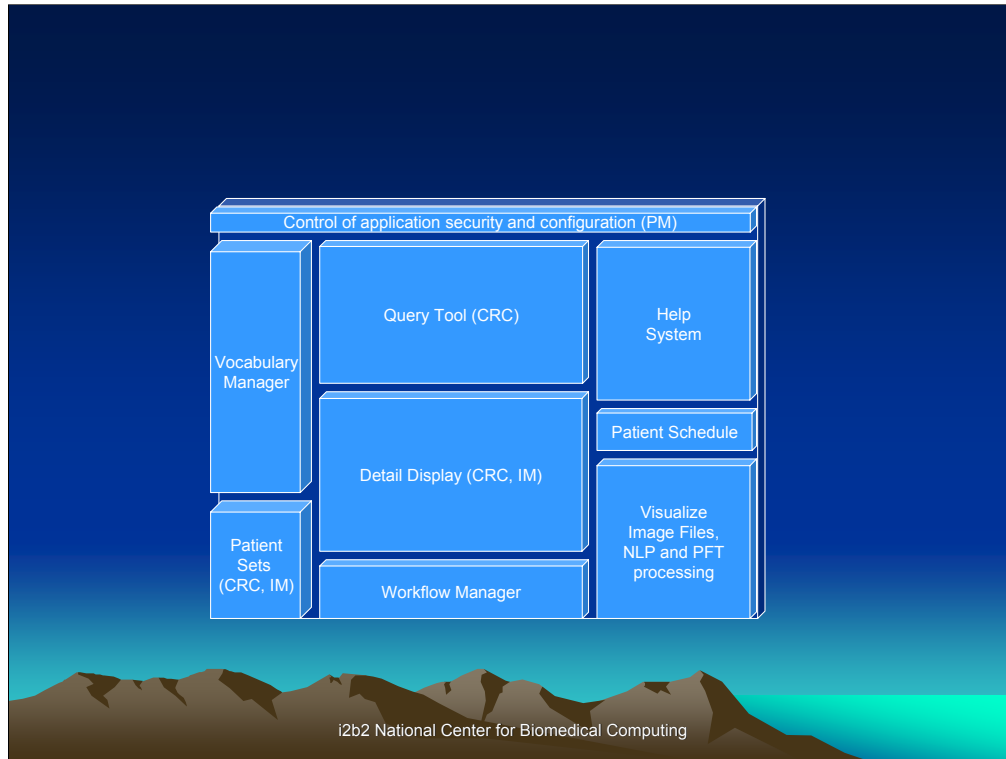 Control of application security and configuration (PM)
Vocabulary
Manager
Patient
Sets
(CRC, IM)
Query Tool (CRC)
Detail Display (CRC, IM)
Workflow Manager
Help
System
Patient Schedule
Visualize
Image Files,
NLP and PFT
processing
i2b2 National Center for Biomedical Computing